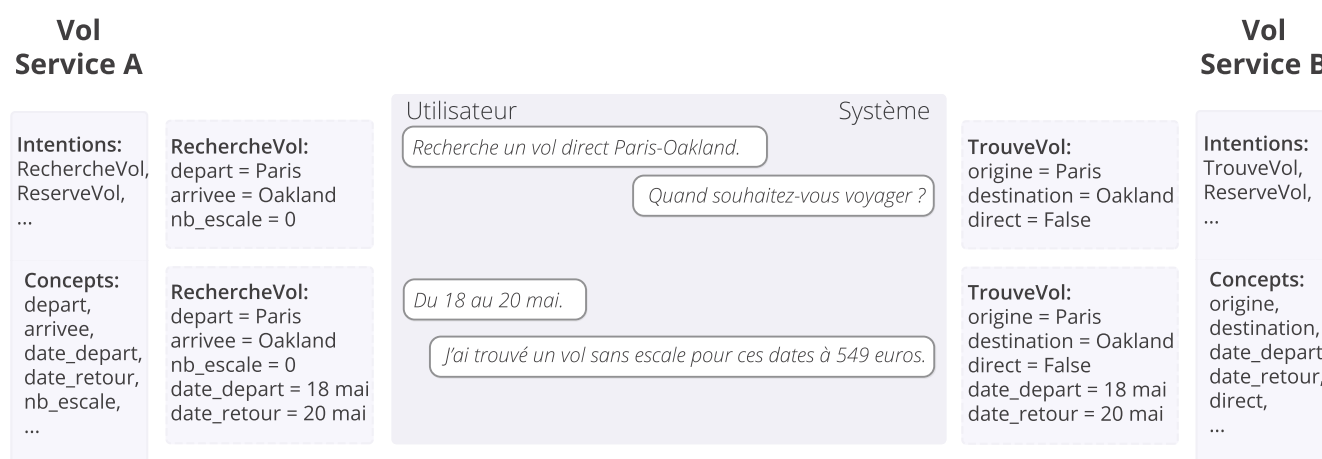 Vol
Service A
Intentions:
RechercheVol,
ReserveVol,
...
Concepts:
depart,
arrivee,
date_depart,
date_retour,
nb_escale,
...
RechercheVol:
depart = Paris
arrivee = Oakland
nb_escale = 0
RechercheVol:
depart = Paris
arrivee = Oakland
nb_escale = 0
date_depart = 18 mai
date_retour = 20 mai
Utilisateur
Système
Recherche un vol direct Paris-Oakland.
Quand souhaitez-vous voyager ?
Du 18 au 20 mai.
J'ai trouvé un vol sans escale pour ces dates à 549 euros.
TrouveVol:
origine = Paris
destination = Oakland
direct = False
TrouveVol:
origine = Paris
destination = Oakland
direct = False
date_depart = 18 mai
date_retour = 20 mai
Vol
Service B
Intentions:
TrouveVol,
ReserveVol,
...
Concepts:
origine,
destination,
date_depart
date_retour,
direct,
...